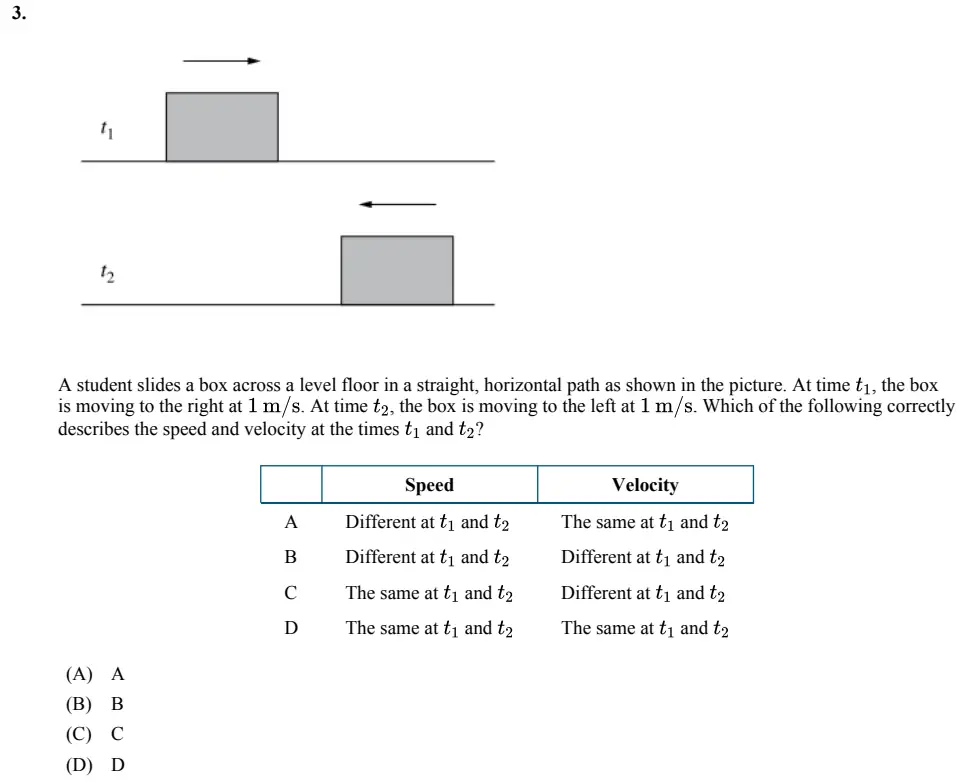 3.
t₁
t₂
A student slides a box across a level floor in a straight, horizontal path as shown in the picture. At time t₁, the box
is moving to the right at 1 m/s. At time t₂, the box is moving to the left at 1 m/s. Which of the following correctly
describes the speed and velocity at the times t₁ and t₂?
Speed Velocity
A Different at t₁ and t₂ The same at t₁ and t₂
B Different at t₁ and t₂ Different at t₁ and t₂
C The same at t₁ and t₂ Different at t₁ and t₂
D The same at t₁ and t₂ The same at t₁ and t₂
(A) A
(B) B
(C) C
(D) D